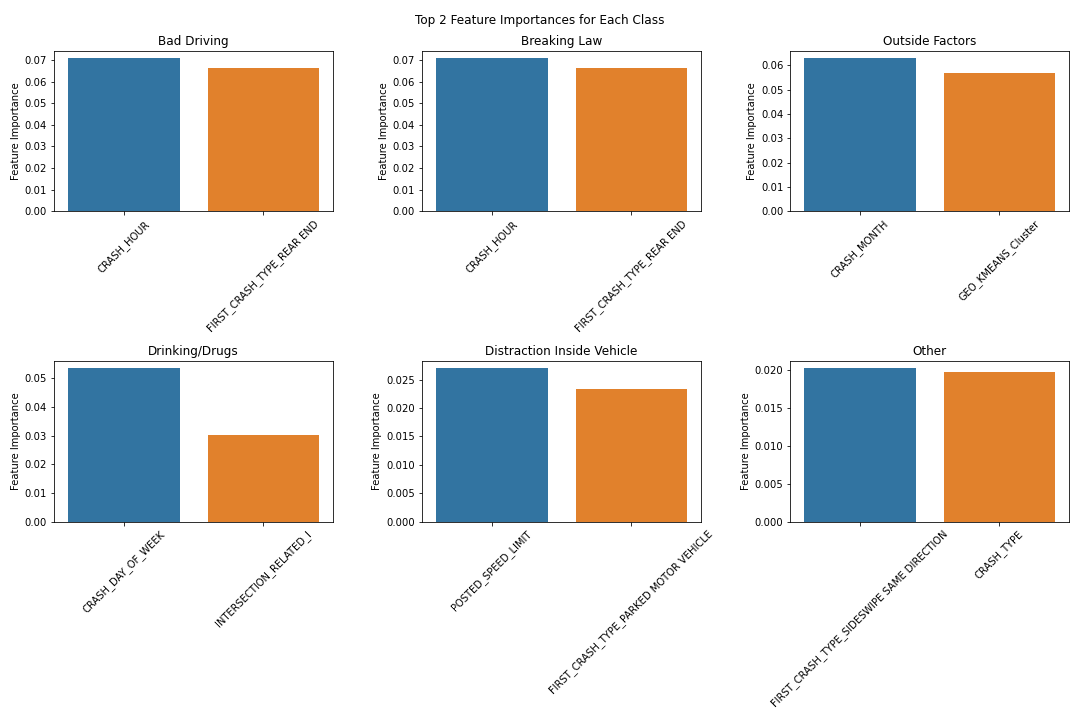 Top 2 Feature Importances for Each Class
Bad Driving
Feature Importance
0.07
0.06
0.05
0.04
0.03
0.02
0.01
0.00
CRASH_HOUR
FIRST_CRASH_TYPE_REAR END
Breaking Law
Feature Importance
0.07
0.06
0.05
0.04
0.03
0.02
0.01
0.00
CRASH_HOUR
FIRST_CRASH_TYPE_REAR END
Outside Factors
Feature Importance
0.06
0.05
0.04
0.03
0.02
0.01
0.00
CRASH_MONTH
GEO_KMEANS_Cluster
Drinking/Drugs
Feature Importance
0.05
0.04
0.03
0.02
0.01
0.00
CRASH_DAY_OF_WEEK
INTERSECTION_RELATED_I
Distraction Inside Vehicle
Feature Importance
0.025
0.020
0.015
0.010
0.005
0.000
POSTED_SPEED_LIMIT
FIRST_CRASH_TYPE_PARKED MOTOR VEHICLE
Other
Feature Importance
0.020
0.015
0.010
0.005
0.000
FIRST_CRASH_TYPE_SIDESWIPE SAME DIRECTION
CRASH_TYPE